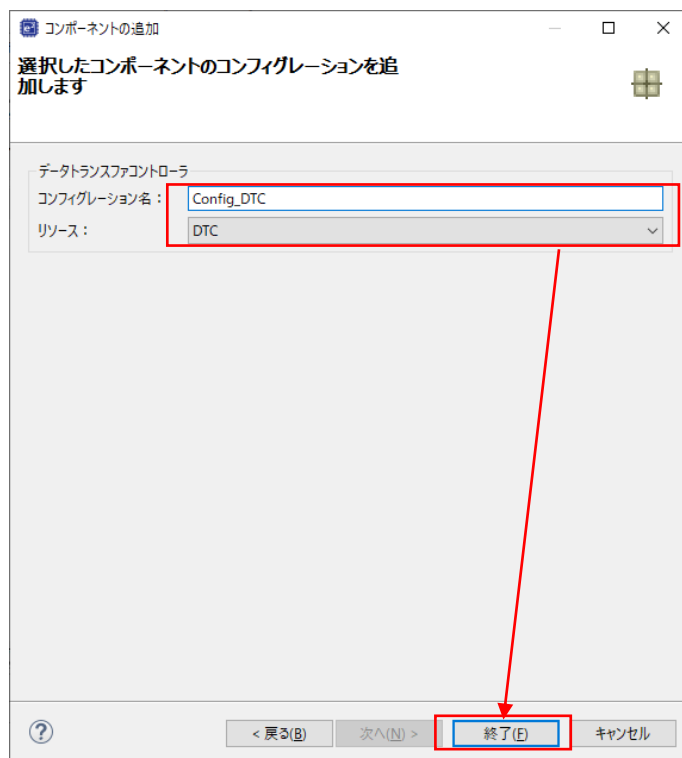 コンポーネントの追加
選択したコンポーネントのコンフィグレーションを追
加します
データトランスファコントローラ
コンフィグレーション名： Config_DTC
リソース： DTC
< 戻る(B) 次へ(N) > 終了(F) キャンセル